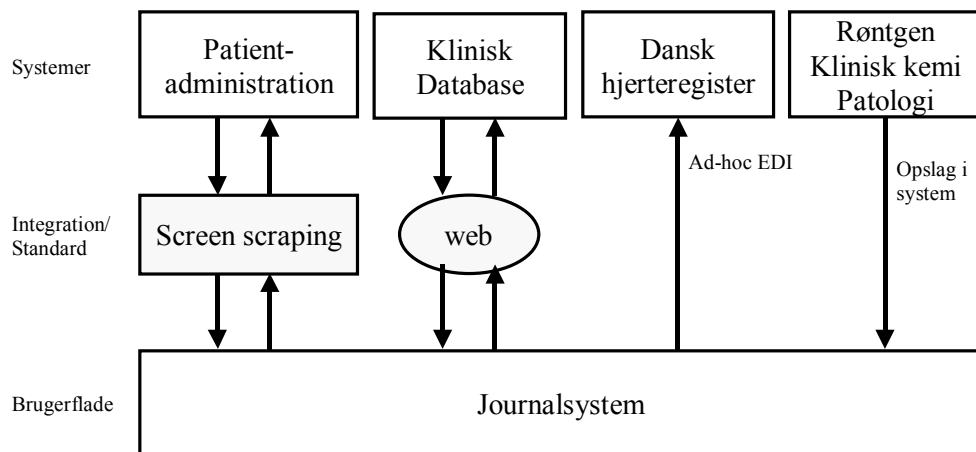 Systemer
Patient-
administration
Klinisk
Database
Dansk
hjerteregister
Røntgen
Klinisk kemi
Patologi
Ad-hoc EDI
Opslag i
system
Integration/
Standard
Screen scraping
web
Brugerflade
Journalsystem